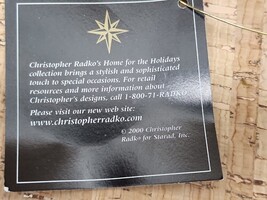 Christopher Radko's Home for the Holidays
collection brings a stylish and sophisticated
touch to special occasions. For retail
resources and more information about
Christopher's designs, call 1-800-71-RADKO.
Please visit our new web site:
www.christopherradko.com
© 2000 Christopher
Radko for Starad, Inc.